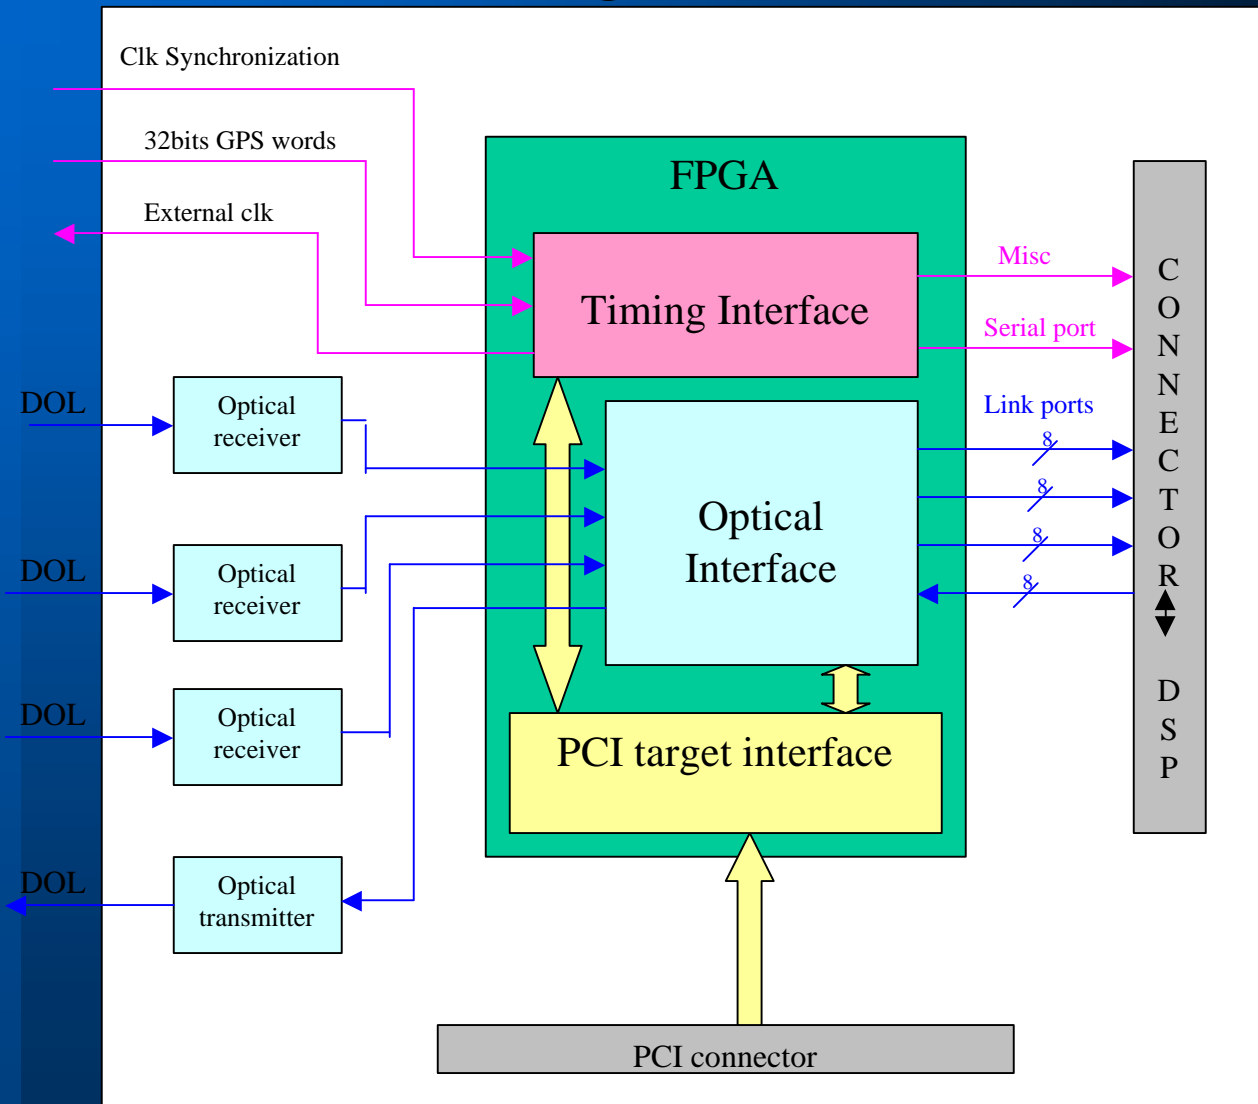 Clk Synchronization
32bits GPS words
External clk
FPGA
Timing Interface
Misc
Serial port
Link ports
8
8
8
8
DOL
Optical
receiver
DOL
Optical
receiver
DOL
Optical
receiver
DOL
Optical
transmitter
Optical
Interface
PCI target interface
PCI connector
C
O
N
N
E
C
T
O
R
D
S
P